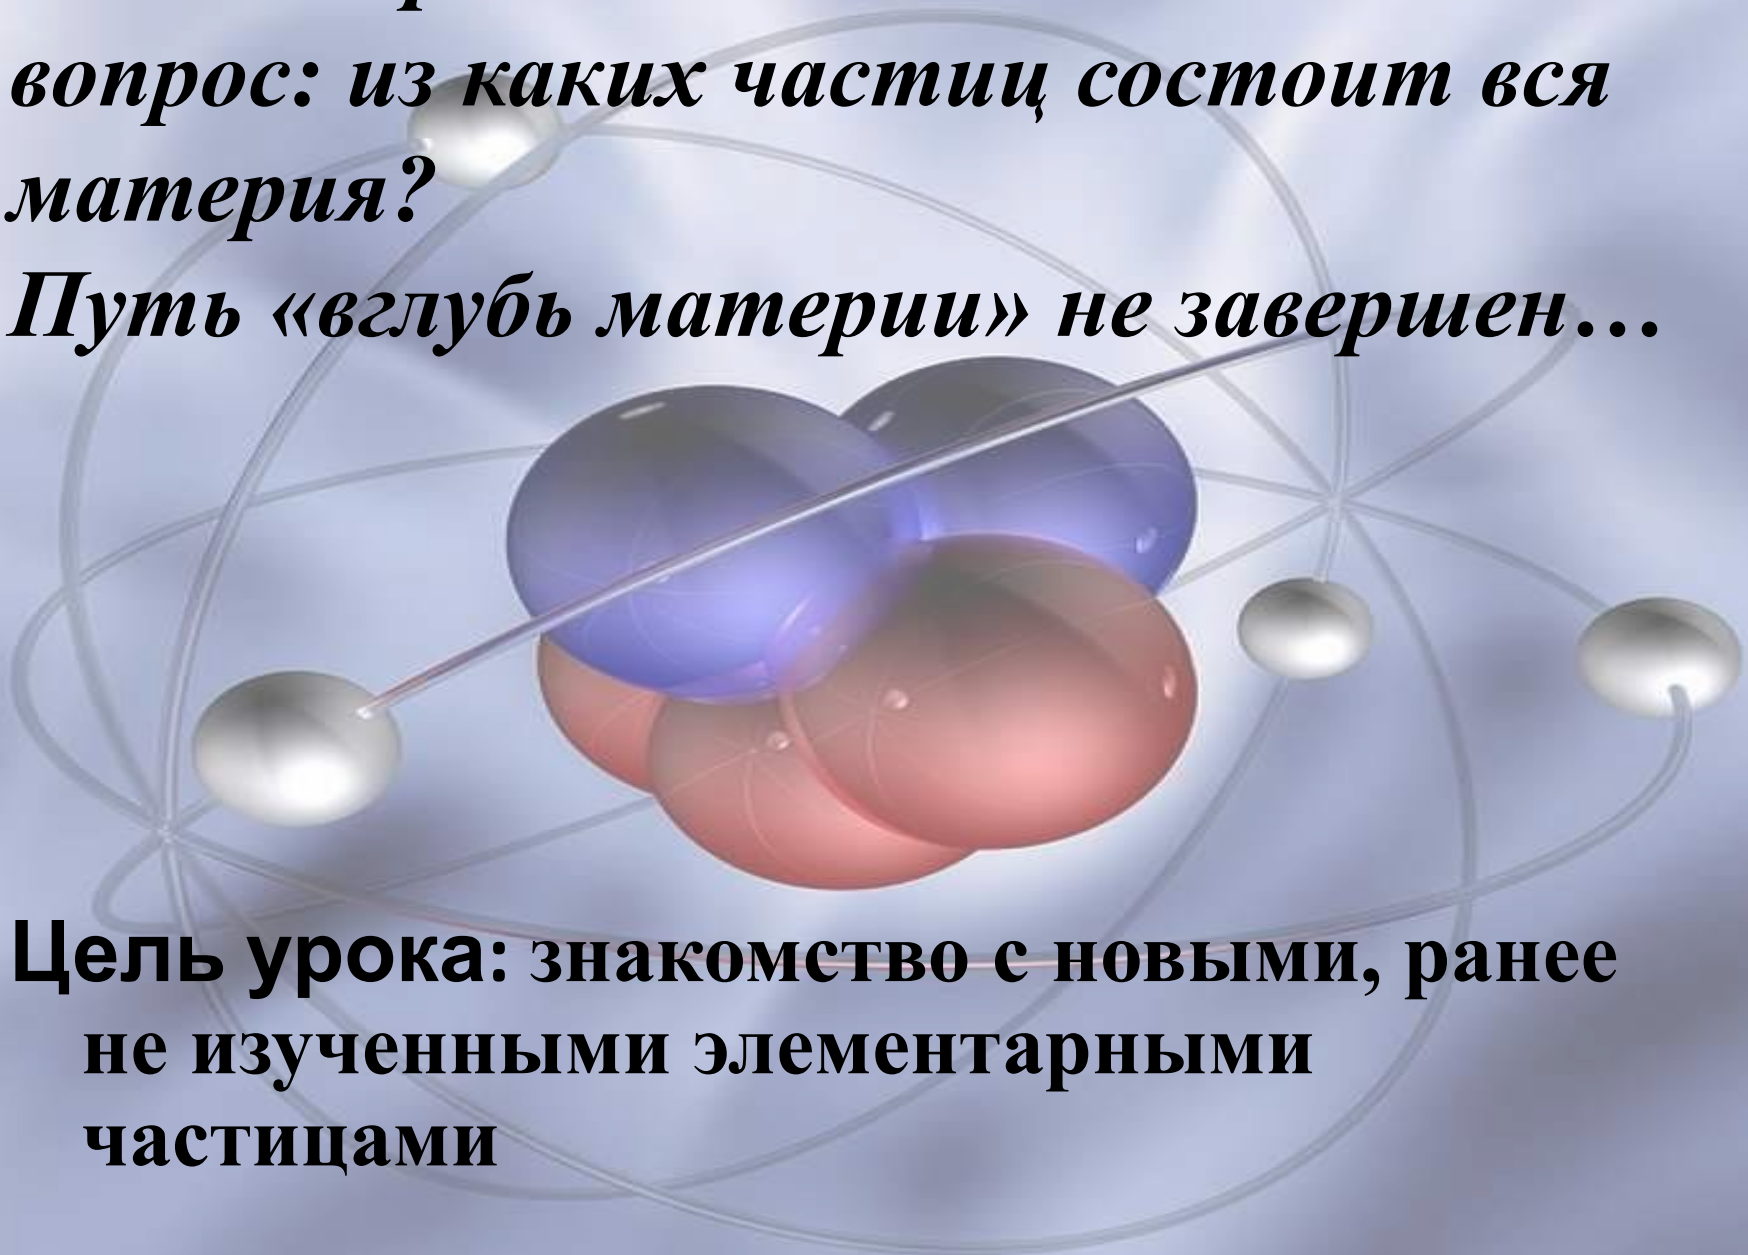 вопрос: из каких частиц состоит вся
материя?
Путь «вглубь материи» не завершен…
Цель урока: знакомство с новыми, ранее
не изученными элементарными
частицами